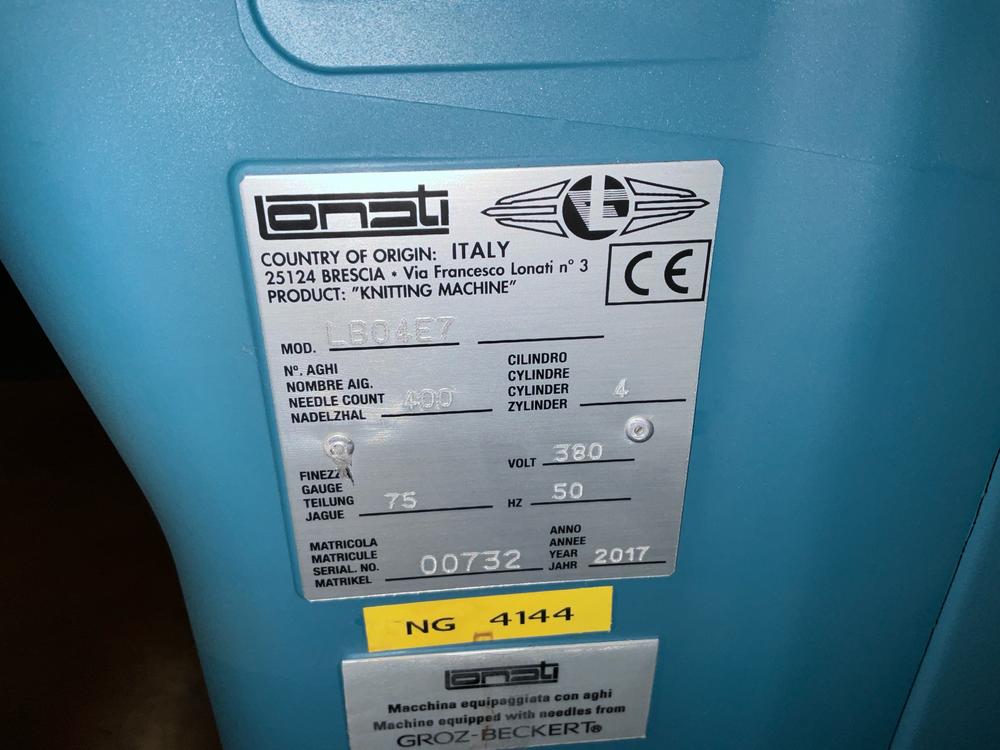 Lonati
COUNTRY OF ORIGIN: ITALY
25124 BRESCIA • Via Francesco Lonati n° 3
PRODUCT: "KNITTING MACHINE"
CE
MOD. LB04E7
N°. AGHI
NOMBRE AIG.
NEEDLE COUNT 400
NADELZHAL
CILINDRO
CYLINDRE
CYLINDER 4
ZYLINDER
FINEZZA
GAUGE
TEILUNG 75
JAGUE
VOLT 380
HZ 50
MATRICOLA
MATRICULE
SERIAL. NO. 00732
MATRIKEL
ANNO
ANNEE
YEAR 2017
JAHR
NG 4144
Lonati
Macchina equipaggiata con aghi
Machine equipped with needles from
GROZ-BECKERT®